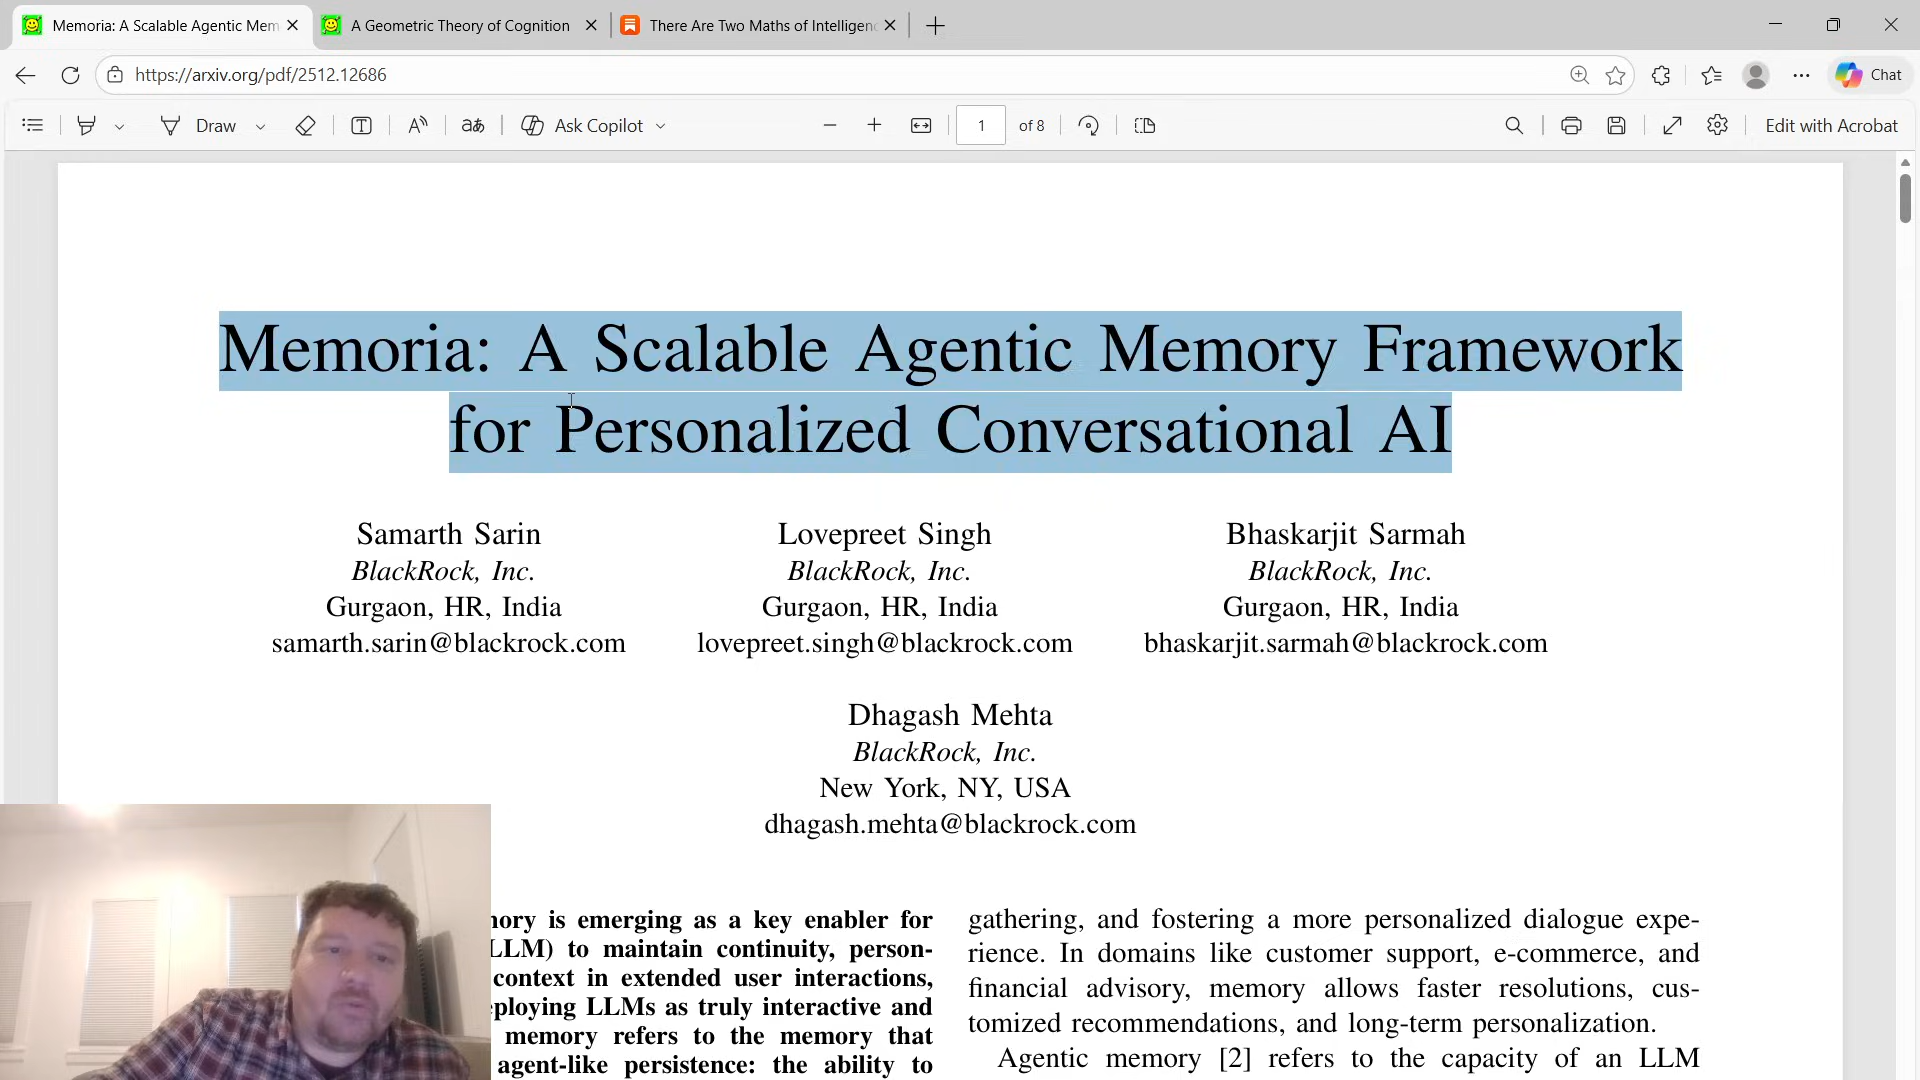 Memoria: A Scalable Agentic Mem
A Geometric Theory of Cognition
There Are Two Maths of Intelligen
https://arxiv.org/pdf/2512.12686
Chat
Draw
Ask Copilot
1 of 8
Edit with Acrobat
Memoria: A Scalable Agentic Memory Framework
for Personalized Conversational AI
Samarth Sarin
BlackRock, Inc.
Gurgaon, HR, India
samarth.sarin@blackrock.com
Lovepreet Singh
BlackRock, Inc.
Gurgaon, HR, India
lovepreet.singh@blackrock.com
Bhaskarjit Sarmah
BlackRock, Inc.
Gurgaon, HR, India
bhaskarjit.sarmah@blackrock.com
Dhagash Mehta
BlackRock, Inc.
New York, NY, USA
dhagash.mehta@blackrock.com
nory is emerging as a key enabler for
LLM) to maintain continuity, person-
context in extended user interactions,
eploying LLMs as truly interactive and
memory refers to the memory that
agent-like persistence: the ability to
gathering, and fostering a more personalized dialogue expe-
rience. In domains like customer support, e-commerce, and
financial advisory, memory allows faster resolutions, cus-
tomized recommendations, and long-term personalization.
Agentic memory [2] refers to the capacity of an LLM